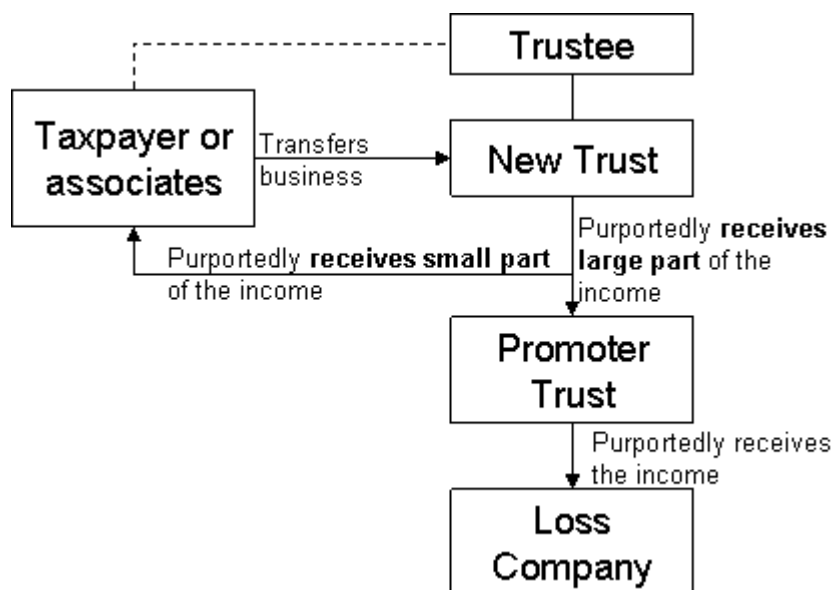 Trustee
Taxpayer or
associates
Transfers
business
New Trust
Purportedly receives small part
of the income
Purportedly receives
large part of the
income
Promoter
Trust
Purportedly receives
the income
Loss
Company